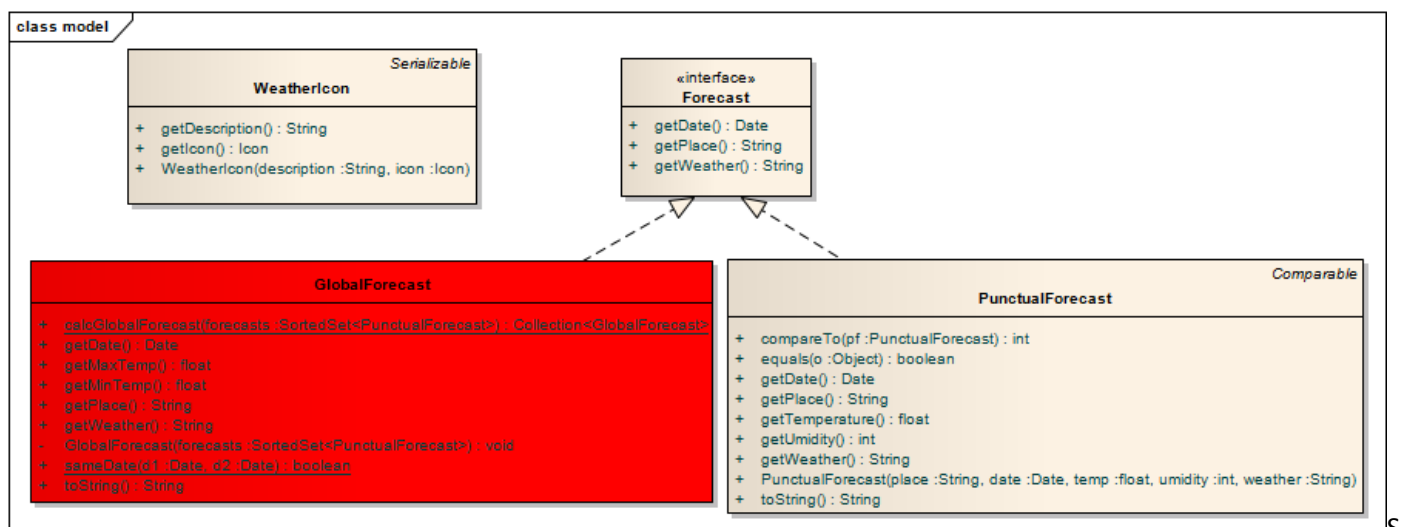 class model
Serializable
WeatherIcon
+ getDescription() : String
+ getIcon() : Icon
+ WeatherIcon(description :String, icon :Icon)
«interface»
Forecast
+ getDate() : Date
+ getPlace() : String
+ getWeather() : String
GlobalForecast
+ calcGlobalForecast(forecasts :SortedSet<PunctualForecast>) : Collection<GlobalForecast>
+ getDate() : Date
+ getMaxTemp() : float
+ getMinTemp() : float
+ getPlace() : String
+ getWeather() : String
- GlobalForecast(forecasts :SortedSet<PunctualForecast>) : void
+ sameDate(d1 :Date, d2 :Date) : boolean
+ toString() : String
Comparable
PunctualForecast
+ compareTo(pf :PunctualForecast) : int
+ equals(o :Object) : boolean
+ getDate() : Date
+ getPlace() : String
+ getTemperature() : float
+ getUmidity() : int
+ getWeather() : String
+ PunctualForecast(place :String, date :Date, temp :float, umidity :int, weather :String)
+ toString() : String
s